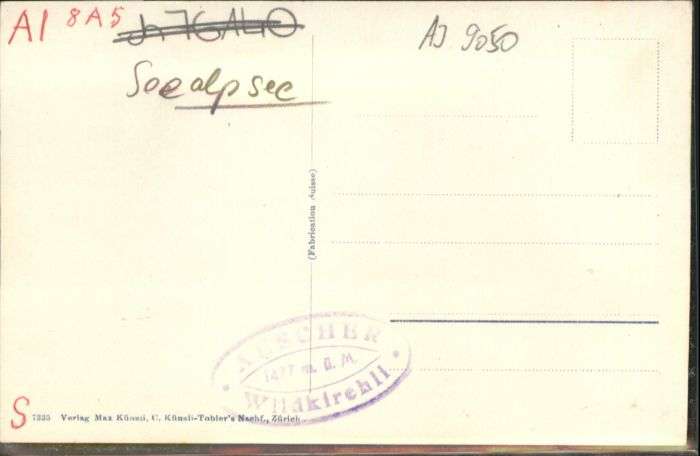 AI 8A5
AJ 9050
Seealpsee
(Fabrication Suisse)
AESCHER
1477 m. ü. M.
Wildkirchli
S
7235 Verlag Max Künzli, C. Künzli-Tobler's Nachf., Zürich